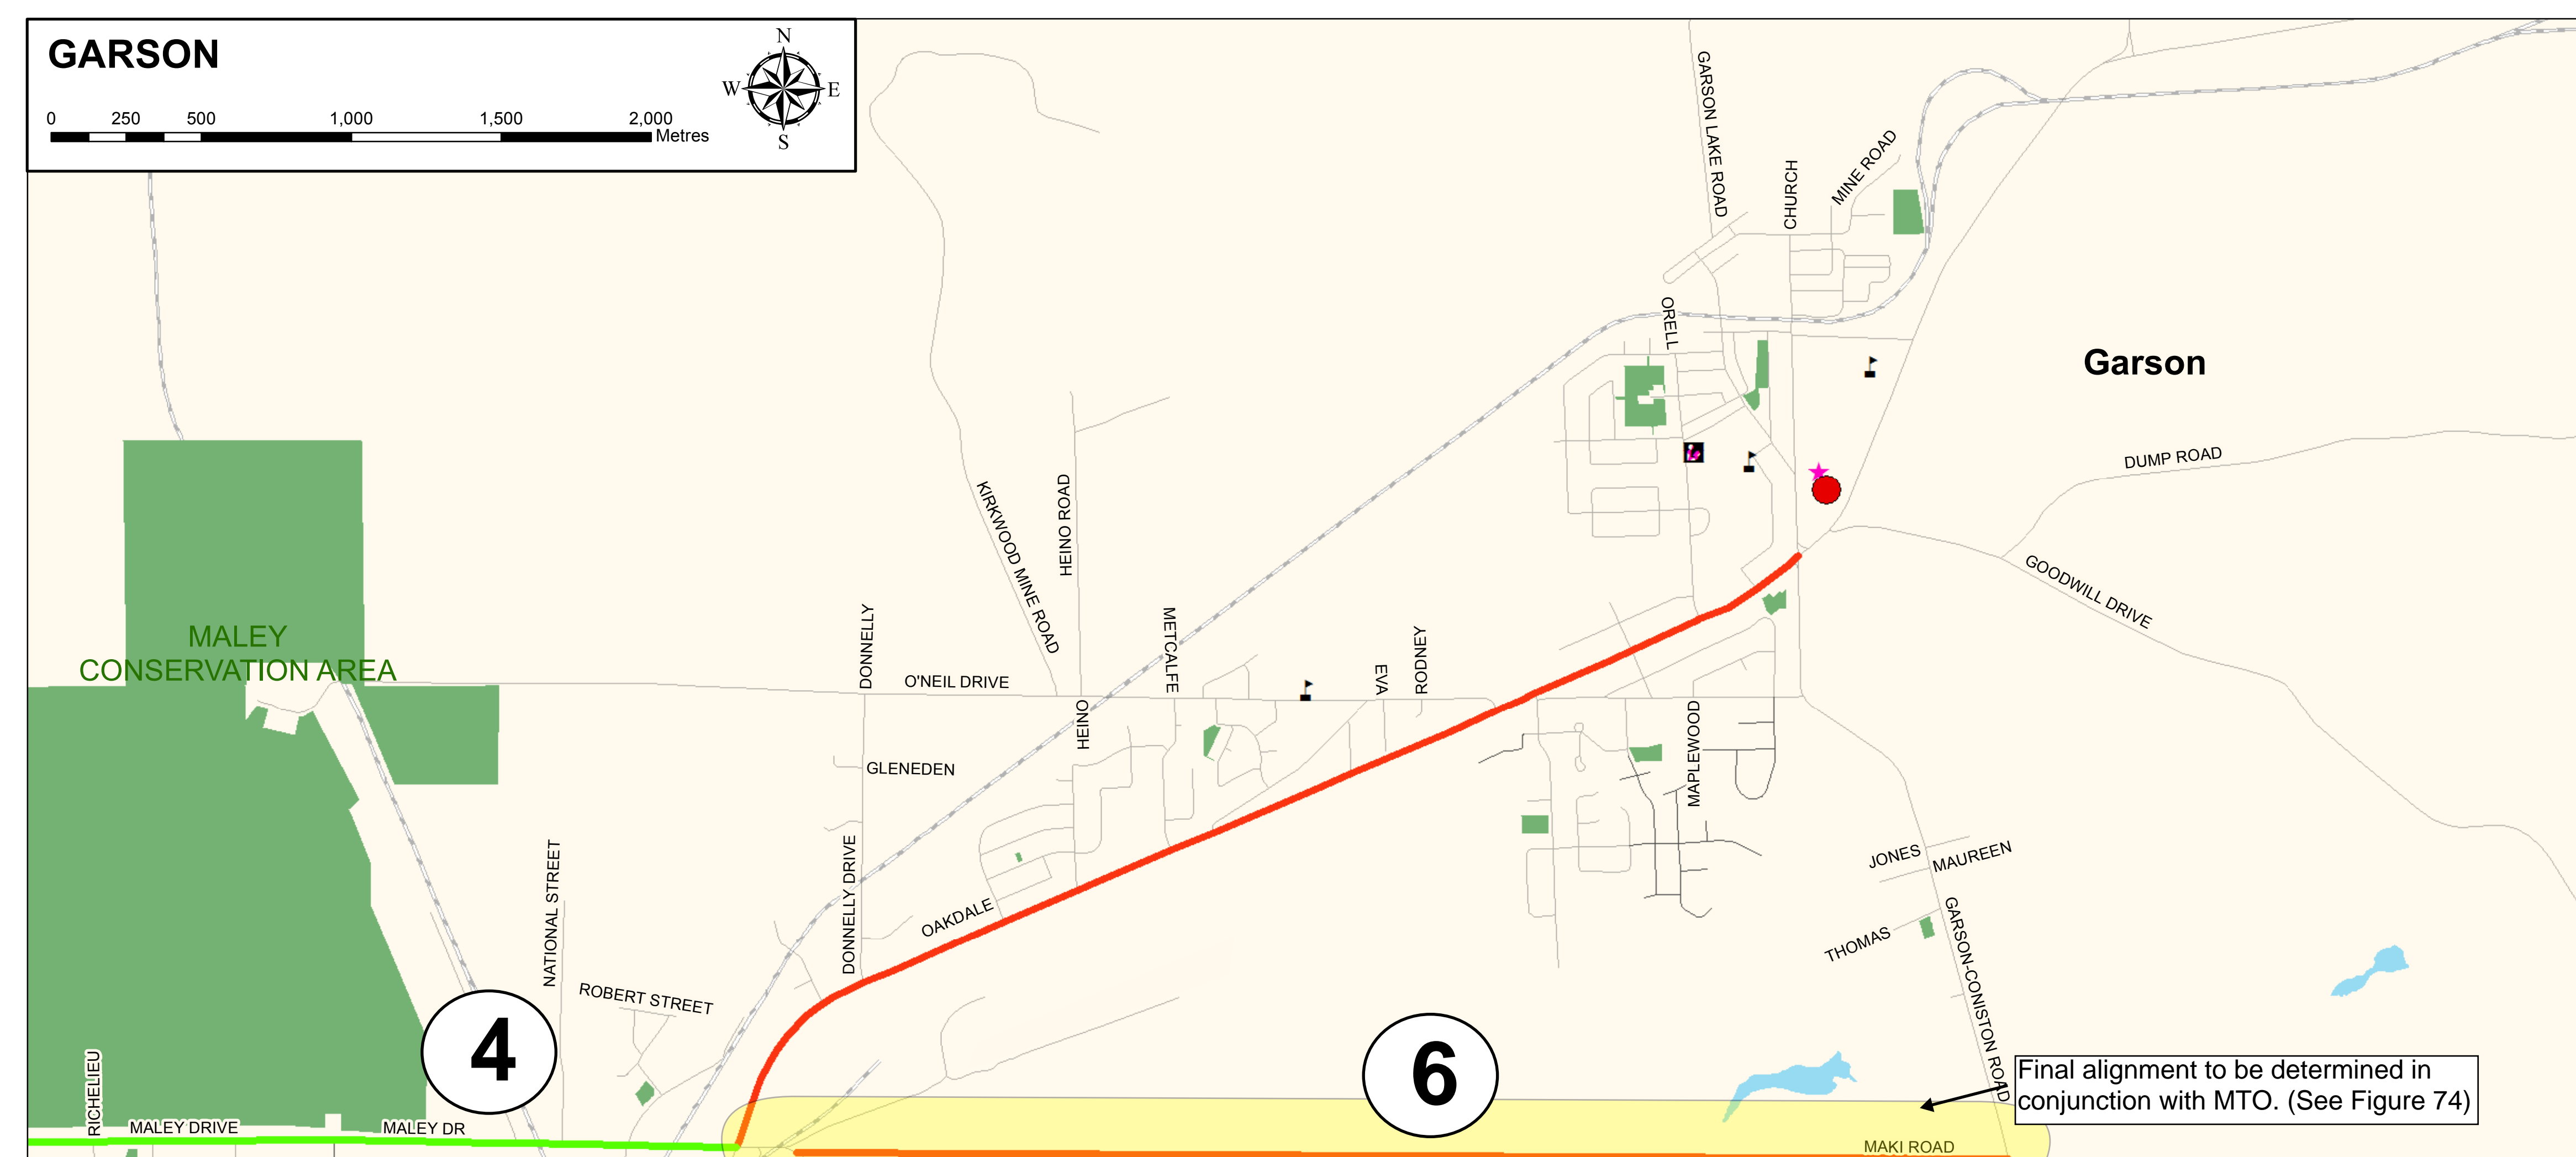 GARSON
N
W E
S
0 250 500 1,000 1,500 2,000
Metres
GARSON LAKE ROAD
CHURCH
MINE ROAD
ORELL
Garson
DUMP ROAD
GOODWILL DRIVE
KIRKWOOD MINE ROAD
HEINO ROAD
MALEY
CONSERVATION AREA
DONNELLY
O'NEIL DRIVE
METCALFE
EVA
RODNEY
HEINO
GLENEDEN
MAPLEWOOD
NATIONAL STREET
DONNELLY DRIVE
OAKDALE
JONES
MAUREEN
THOMAS
GARSON-CONISTON ROAD
ROBERT STREET
4
6
Final alignment to be determined in
conjunction with MTO. (See Figure 74)
RICHELIEU
MALEY DRIVE
MALEY DR
MAKI ROAD